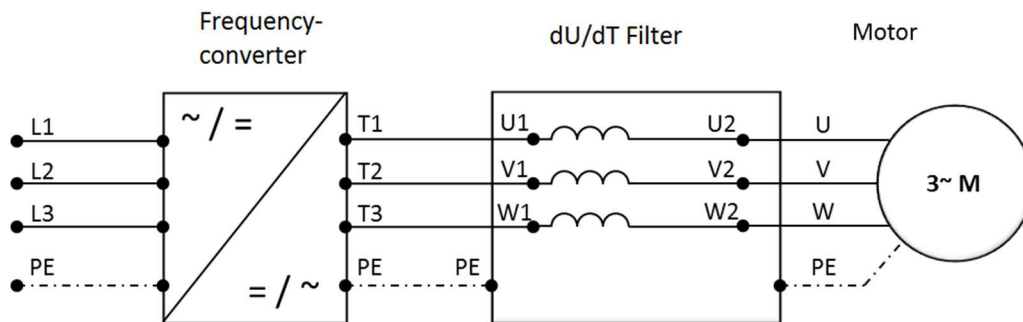 Frequency-
converter
dU/dT Filter
Motor
~ / =
L1
T1
U1
U2
U
L2
T2
V1
V2
V
3~ M
L3
T3
W1
W2
W
PE
= / ~
PE
PE
PE